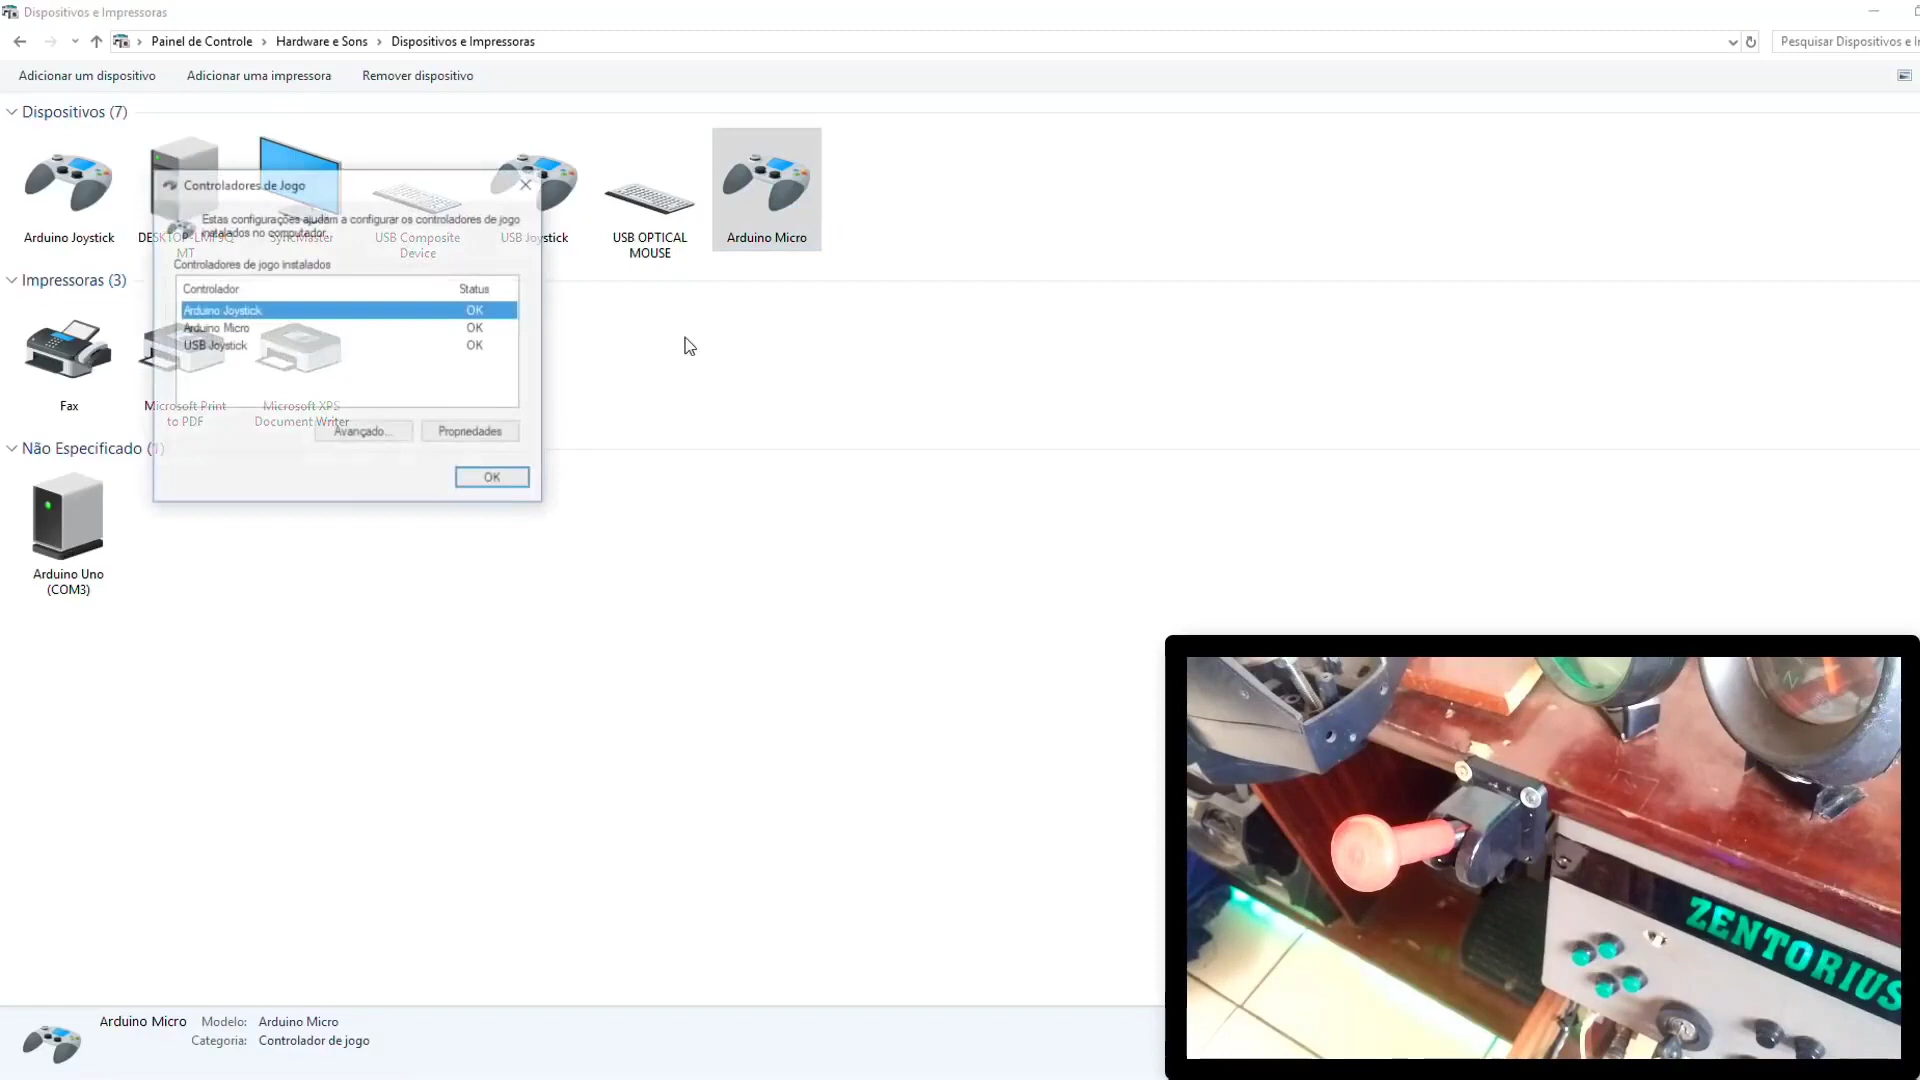 Dispositivos e Impressoras
Painel de Controle > Hardware e Sons > Dispositivos e Impressoras
Pesquisar Dispositivos e I
Adicionar um dispositivo
Adicionar uma impressora
Remover dispositivo
Dispositivos (7)
Arduino Joystick
MT
SyncMaster
USB Composite
Device
USB Joystick
USB OPTICAL
MOUSE
Arduino Micro
Controladores de Jogo
Estas configurações ajudam a configurar os controladores de jogo
instalados no computador.
Controladores de jogo instalados
Controlador Status
Arduino Joystick OK
Arduino Micro OK
USB Joystick OK
Avançado...
Propriedades
OK
Impressoras (3)
Fax
Microsoft Print
to PDF
Microsoft XPS
Document Writer
Não Especificado (1)
Arduino Uno
(COM3)
Arduino Micro
Modelo: Arduino Micro
Categoria: Controlador de jogo
ZENTORIUS